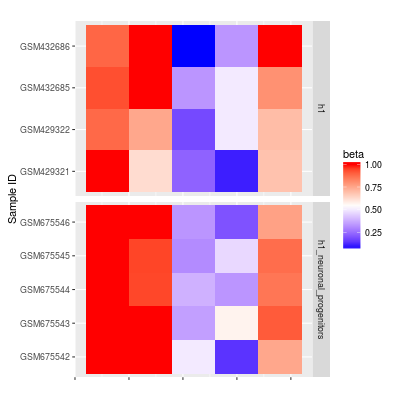 GSM432686
GSM432685
GSM429322
GSM429321
h1
GSM675546
GSM675545
GSM675544
GSM675543
GSM675542
h1_neuronal_progenitors
Sample ID
beta
1.00
0.75
0.50
0.25